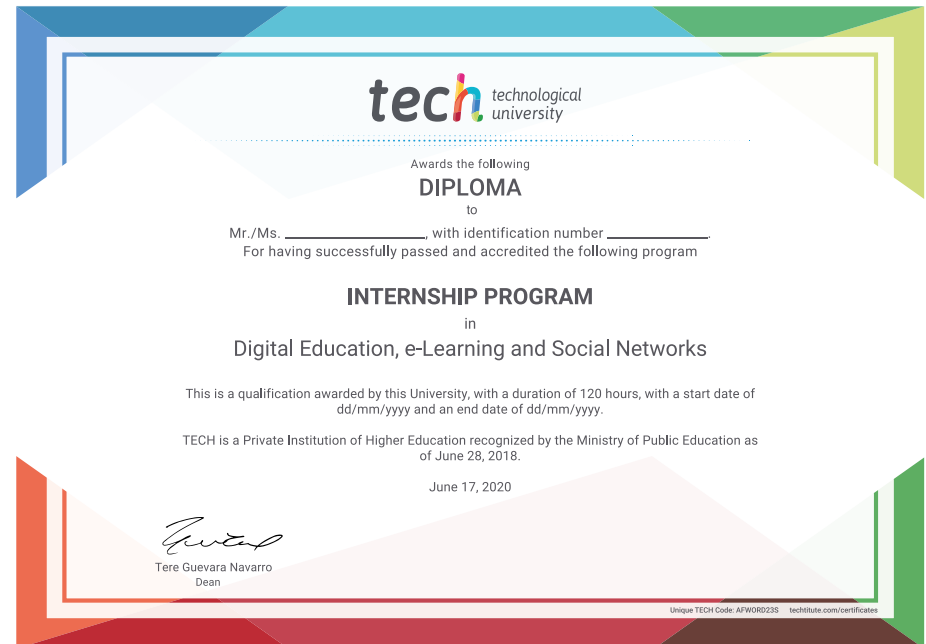 tech technological
university
Awards the following
DIPLOMA
to
Mr./Ms. ____________________, with identification number ______________.
For having successfully passed and accredited the following program
INTERNSHIP PROGRAM
in
Digital Education, e-Learning and Social Networks
This is a qualification awarded by this University, with a duration of 120 hours, with a start date of
dd/mm/yyyy and an end date of dd/mm/yyyy.
TECH is a Private Institution of Higher Education recognized by the Ministry of Public Education as
of June 28, 2018.
June 17, 2020
Tere Guevara Navarro
Dean
Unique TECH Code: AFWORD23S techtitute.com/certificates